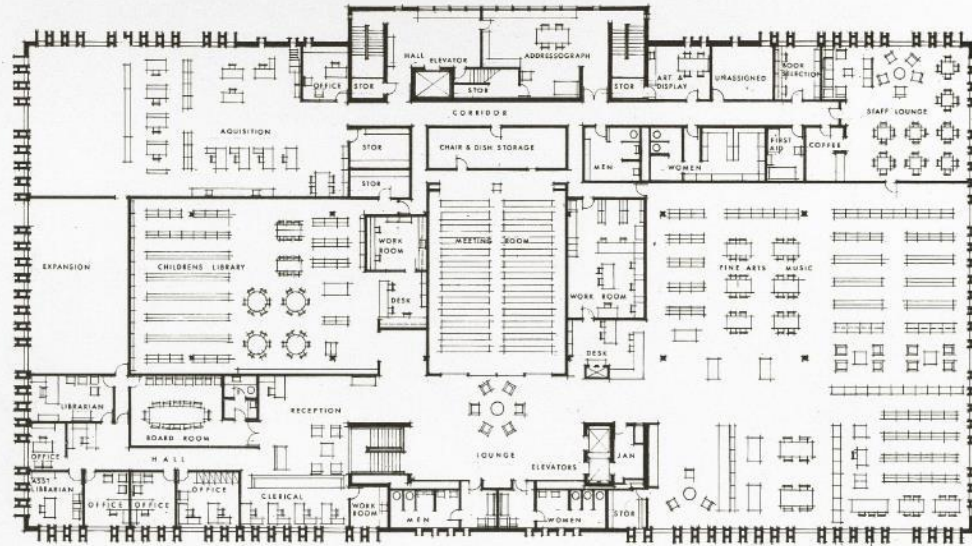 HALL
ELEVATOR
ADDRESSOGRAPH
OFFICE
STOR
STOR
STOR
ART &
DISPLAY
UNASSIGNED
BOOK
SELECTION
STAFF LOUNGE
CORRIDOR
AQUISITION
STOR
CHAIR & DISH STORAGE
MEN
WOMEN
FIRST
AID
COFFEE
STOR
EXPANSION
CHILDRENS LIBRARY
WORK
ROOM
MEETING ROOM
FINE ARTS MUSIC
DESK
WORK ROOM
DESK
LIBRARIAN
BOARD ROOM
RECEPTION
OFFICE
HALL
LOUNGE
ELEVATORS
JAN
ASST
LIBRARIAN
OFFICE
OFFICE
OFFICE
CLERICAL
WORK
ROOM
MEN
WOMEN
STOR